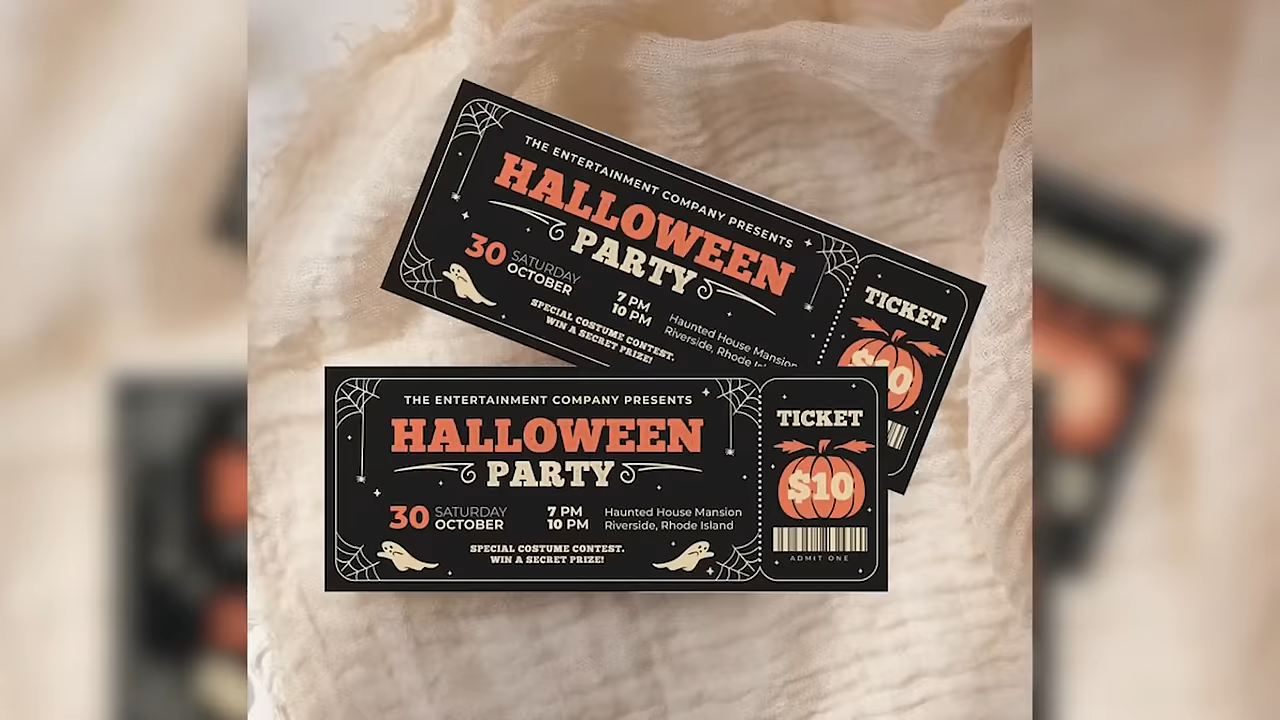 THE ENTERTAINMENT COMPANY PRESENTS
HALLOWEEN
PARTY
30 SATURDAY
OCTOBER
7 PM
10 PM
Haunted House Mansion
Riverside, Rhode
SPECIAL COSTUME CONTEST.
WIN A SECRET PRIZE!
TICKET
THE ENTERTAINMENT COMPANY PRESENTS
HALLOWEEN
PARTY
30 SATURDAY
OCTOBER
7 PM
10 PM
Haunted House Mansion
Riverside, Rhode Island
SPECIAL COSTUME CONTEST.
WIN A SECRET PRIZE!
TICKET
$10
ADMIT ONE